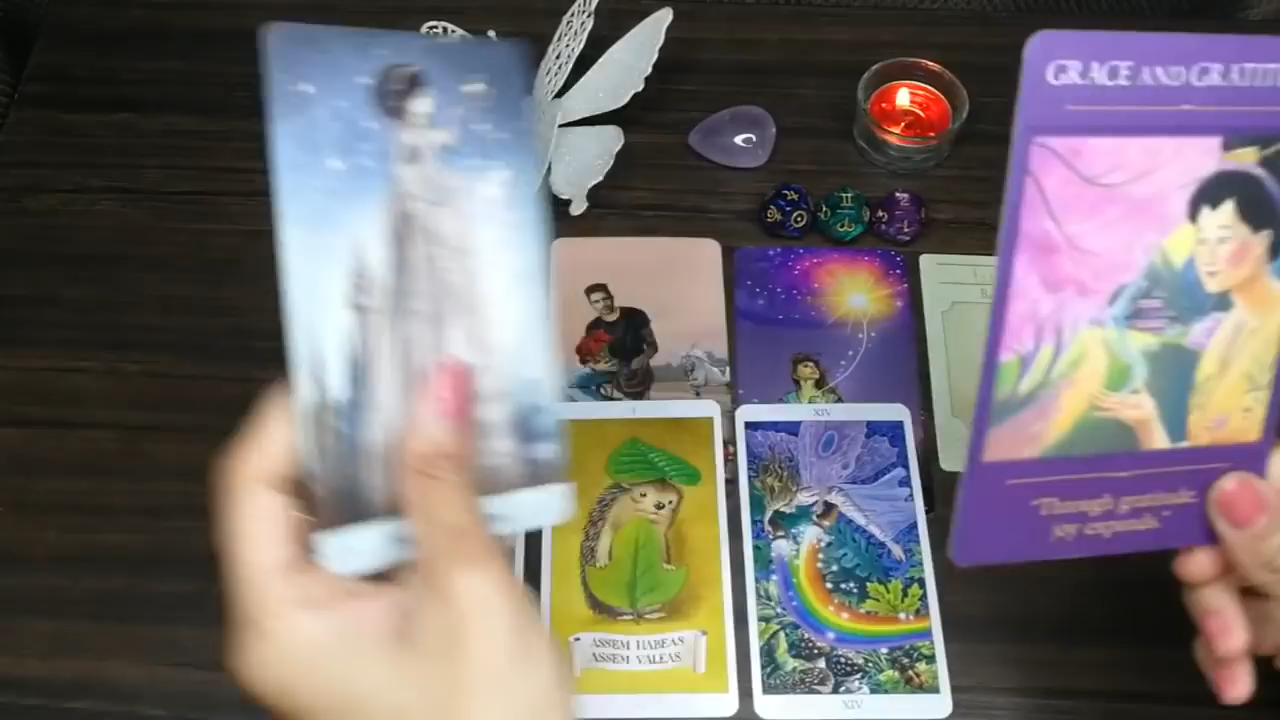 GRACE AND GRATIT
"Through gratitude
joy expands."
I
XIV
ASSEM HABEAS
ASSEM VALEAS
XIV